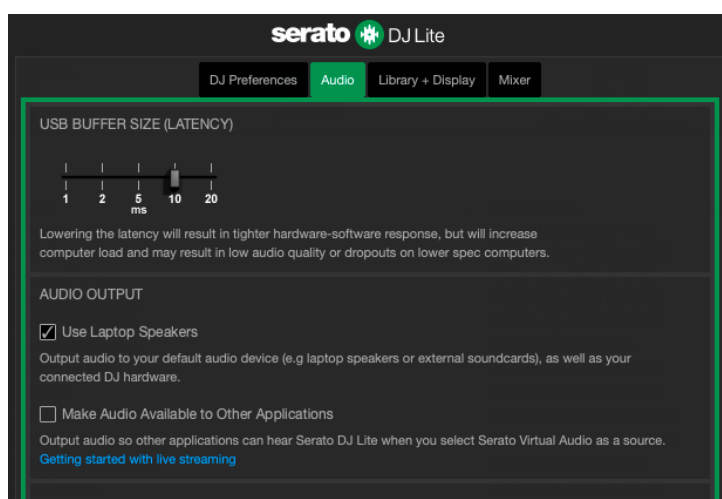 serato DJ Lite
DJ Preferences Audio Library + Display Mixer
USB BUFFER SIZE (LATENCY)
1 2 5 10 20
ms
Lowering the latency will result in tighter hardware-software response, but will increase
computer load and may result in low audio quality or dropouts on lower spec computers.
AUDIO OUTPUT
Use Laptop Speakers
Output audio to your default audio device (e.g laptop speakers or external soundcards), as well as your
connected DJ hardware.
Make Audio Available to Other Applications
Output audio so other applications can hear Serato DJ Lite when you select Serato Virtual Audio as a source.
Getting started with live streaming